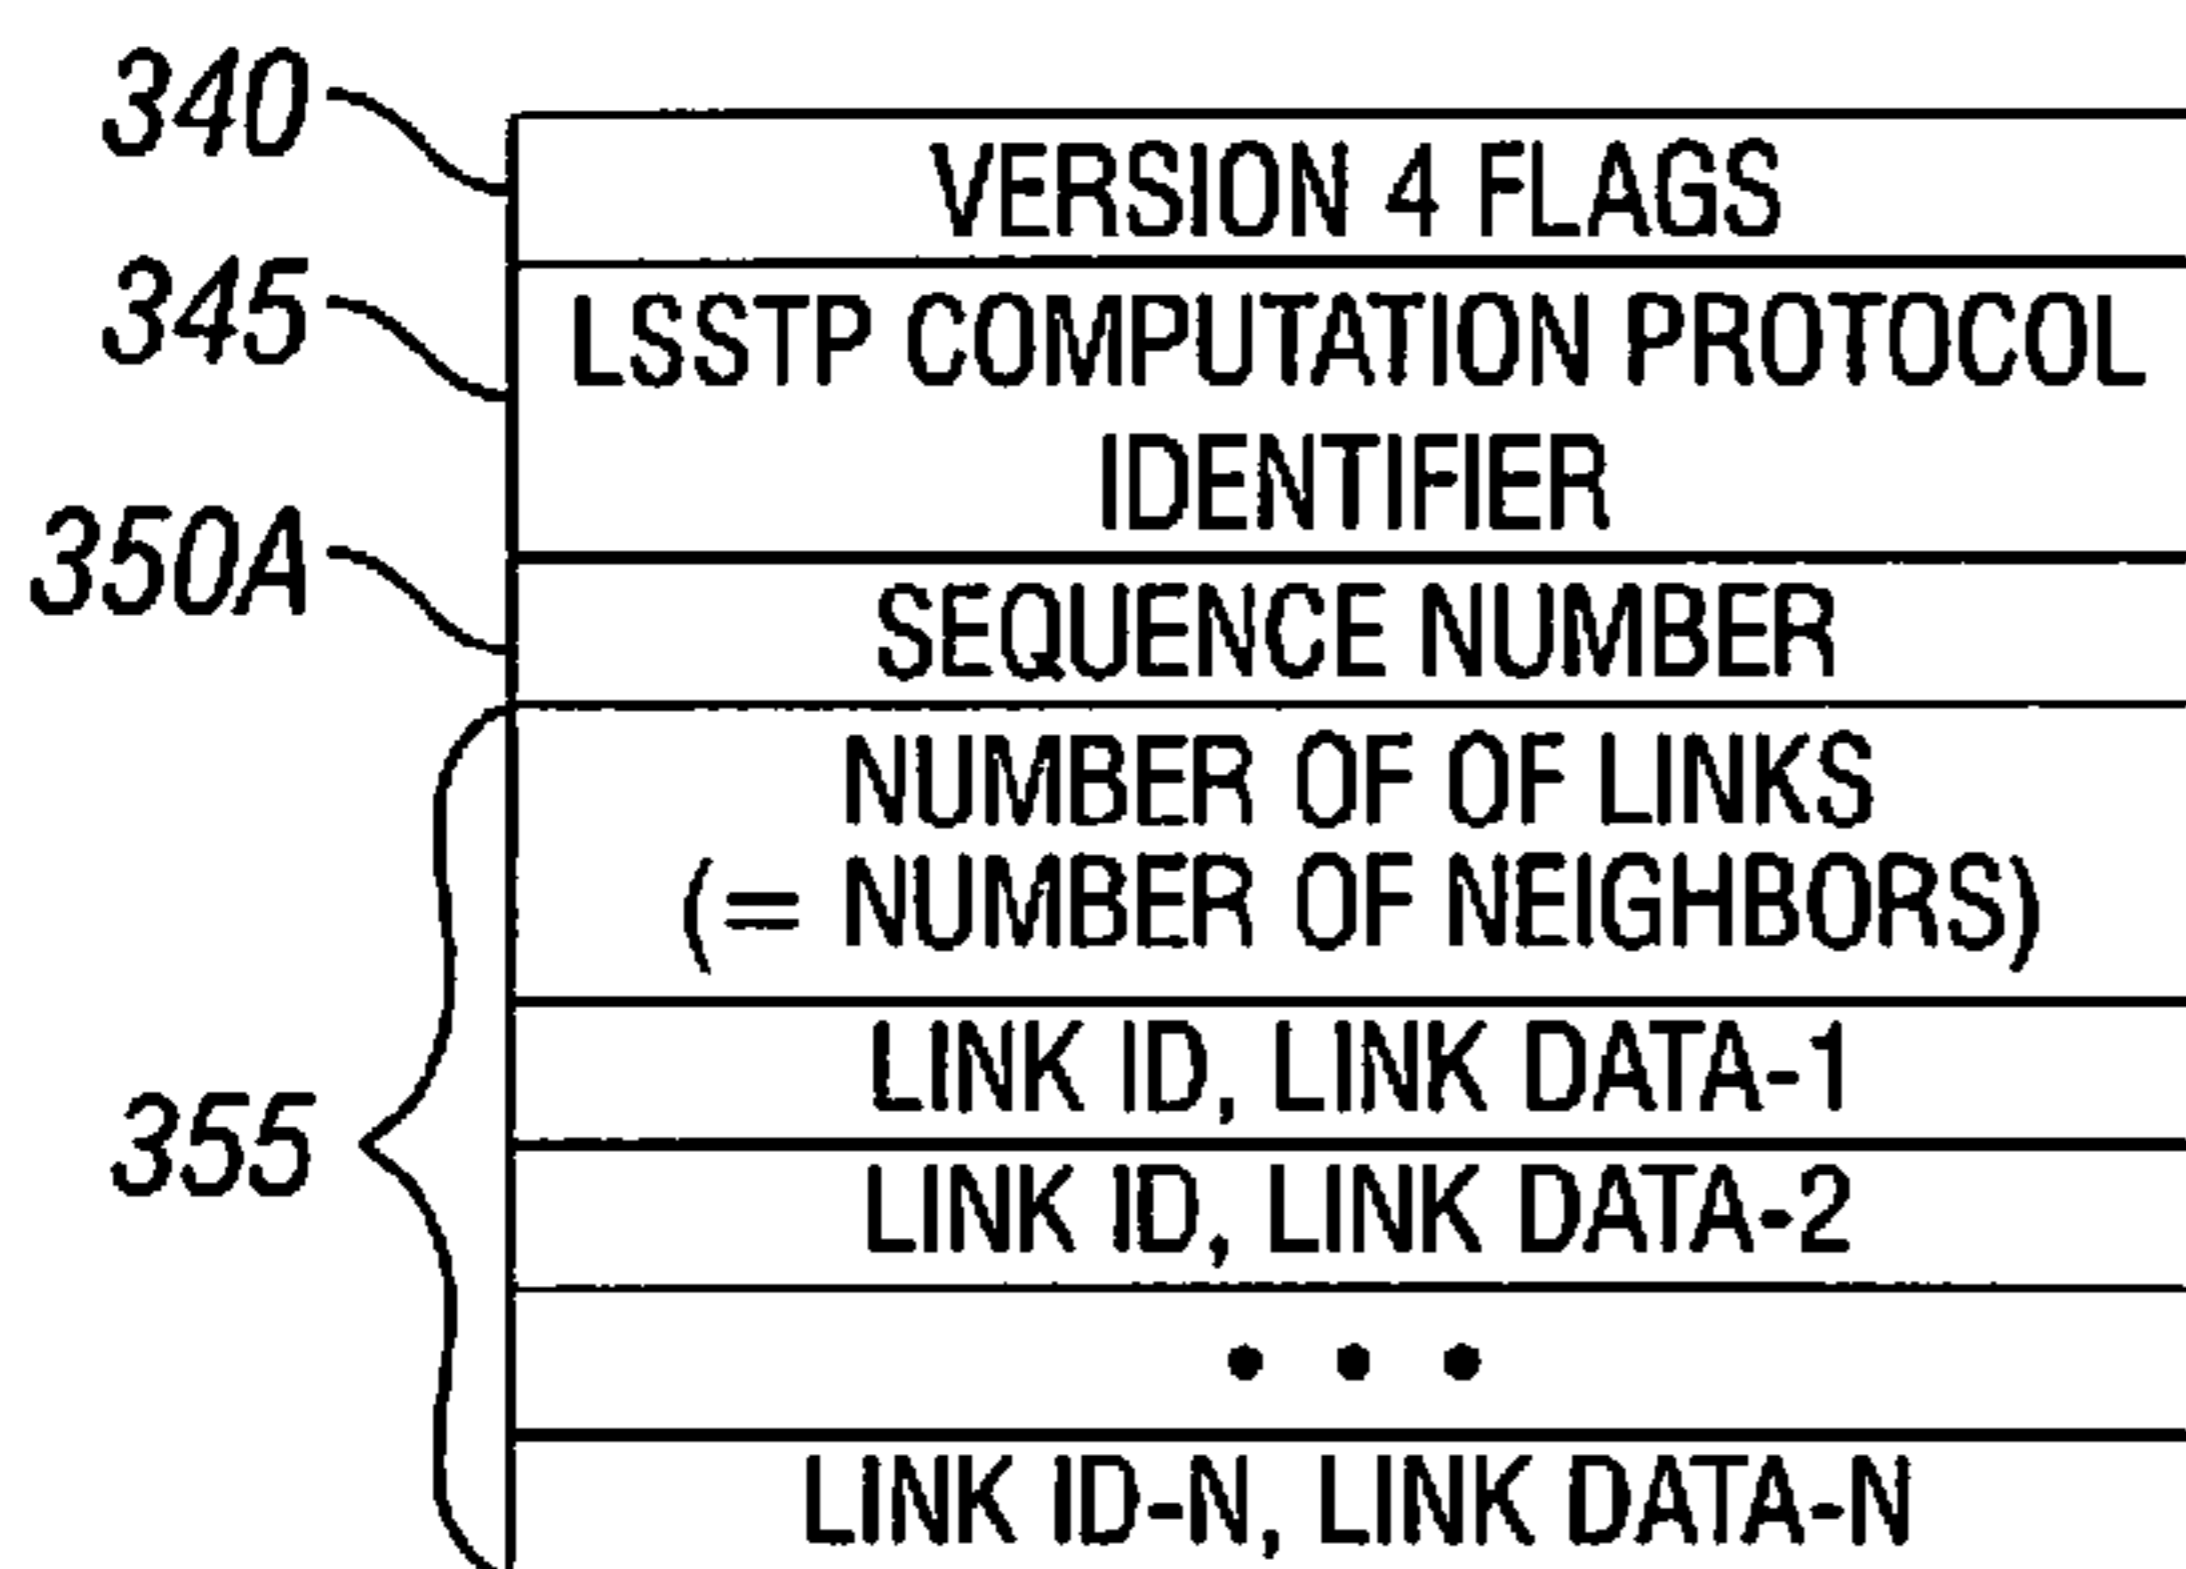 340
VERSION 4 FLAGS
345
LSSTP COMPUTATION PROTOCOL
IDENTIFIER
350A
SEQUENCE NUMBER
NUMBER OF OF LINKS
(= NUMBER OF NEIGHBORS)
LINK ID, LINK DATA-1
355
LINK ID, LINK DATA-2
• • •
LINK ID-N, LINK DATA-N